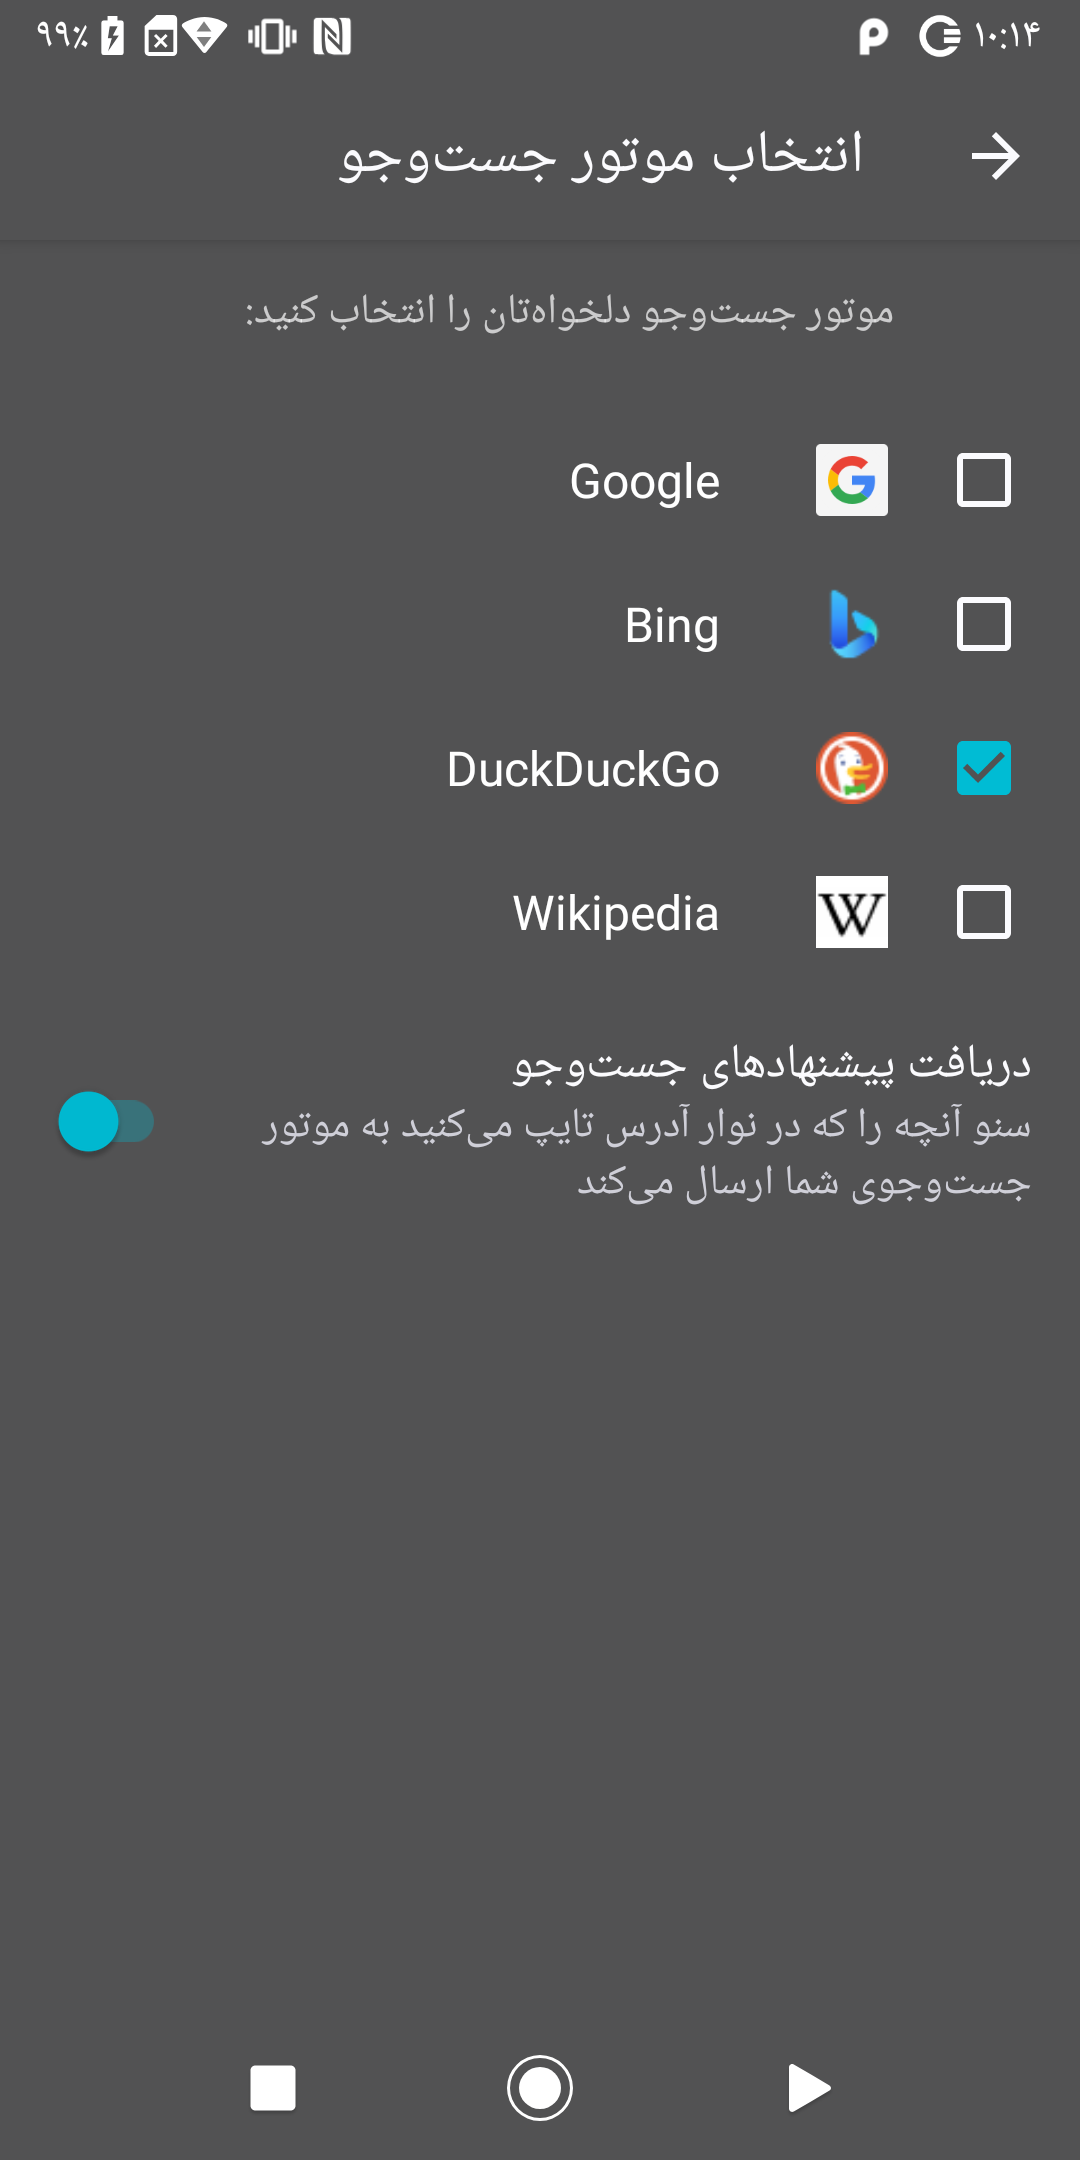 ۹۹٪ ۱۰:۱۴
انتخاب موتور جست‌وجو
موتور جست‌وجو دلخواه‌تان را انتخاب کنید:
Google
Bing
DuckDuckGo
Wikipedia
دریافت پیشنهادهای جست‌وجو
سنو آنچه را که در نوار آدرس تایپ می‌کنید به موتور
جست‌وجوی شما ارسال می‌کند